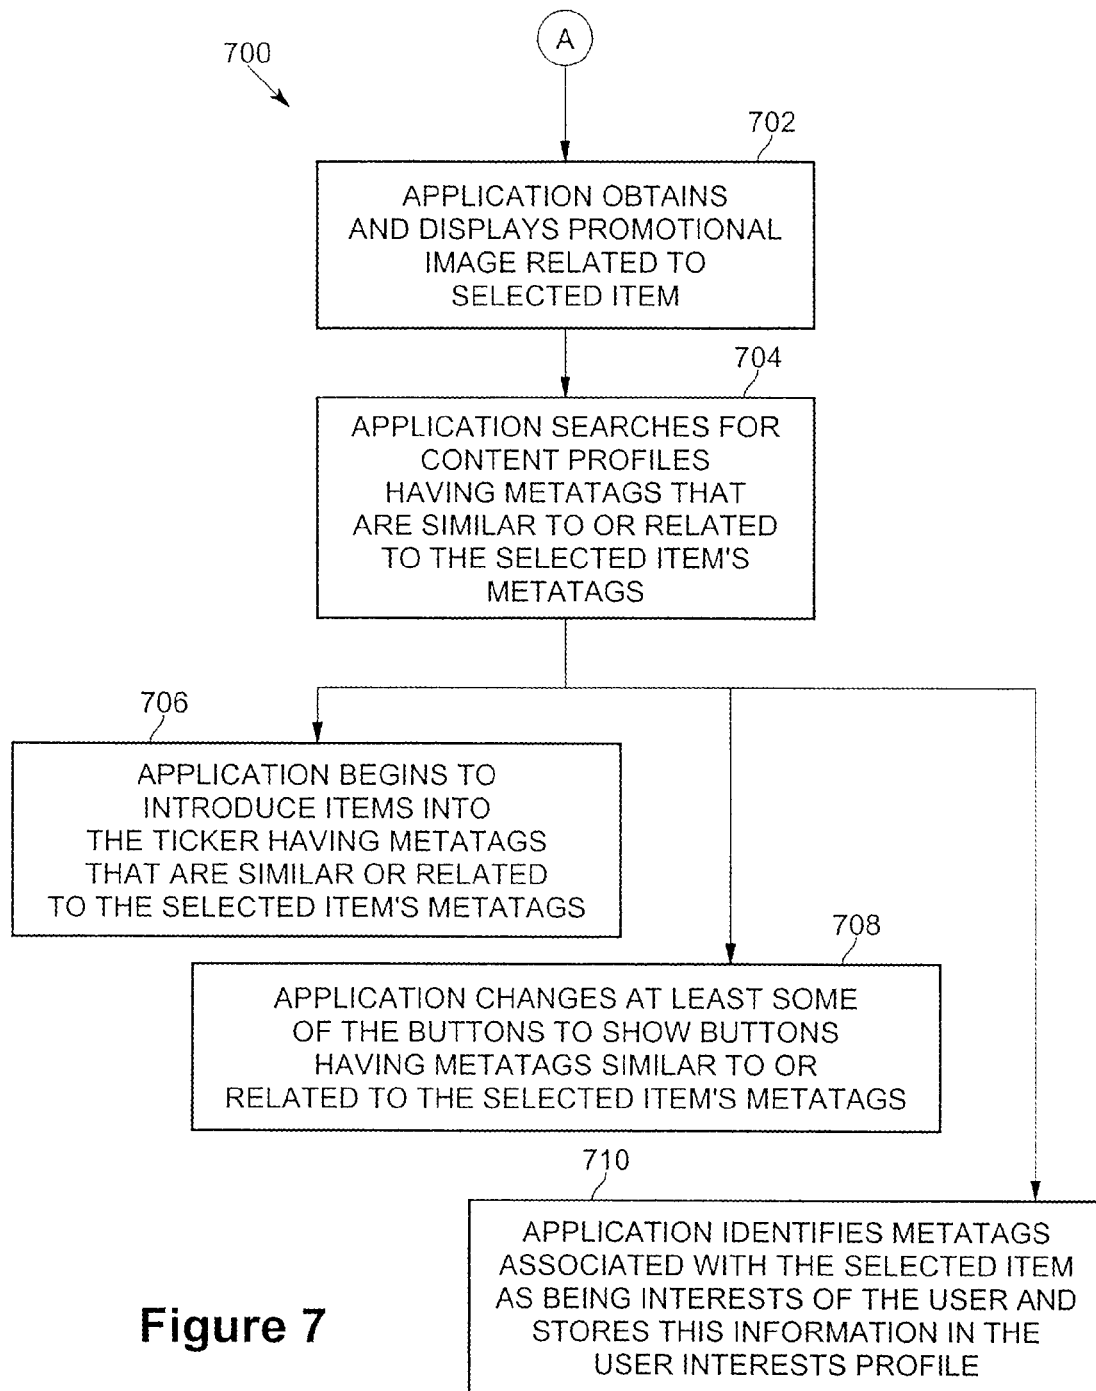 A
700
702
APPLICATION OBTAINS
AND DISPLAYS PROMOTIONAL
IMAGE RELATED TO
SELECTED ITEM
704
APPLICATION SEARCHES FOR
CONTENT PROFILES
HAVING METATAGS THAT
ARE SIMILAR TO OR RELATED
TO THE SELECTED ITEM'S
METATAGS
706
APPLICATION BEGINS TO
INTRODUCE ITEMS INTO
THE TICKER HAVING METATAGS
THAT ARE SIMILAR OR RELATED
TO THE SELECTED ITEM'S METATAGS
708
APPLICATION CHANGES AT LEAST SOME
OF THE BUTTONS TO SHOW BUTTONS
HAVING METATAGS SIMILAR TO OR
RELATED TO THE SELECTED ITEM'S METATAGS
710
APPLICATION IDENTIFIES METATAGS
ASSOCIATED WITH THE SELECTED ITEM
AS BEING INTERESTS OF THE USER AND
STORES THIS INFORMATION IN THE
USER INTERESTS PROFILE
Figure 7